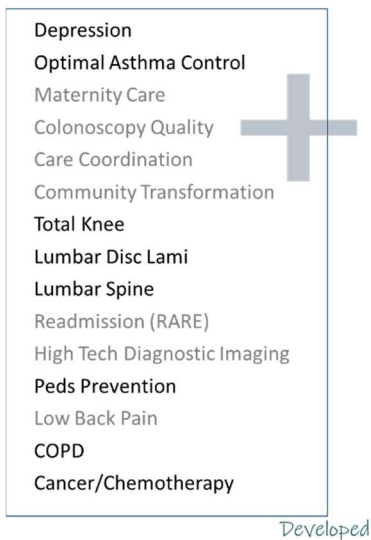 Depression
Optimal Asthma Control
Maternity Care
Colonoscopy Quality
Care Coordination
Community Transformation
Total Knee
Lumbar Disc Lami
Lumbar Spine
Readmission (RARE)
High Tech Diagnostic Imaging
Peds Prevention
Low Back Pain
COPD
Cancer/Chemotherapy
Developed